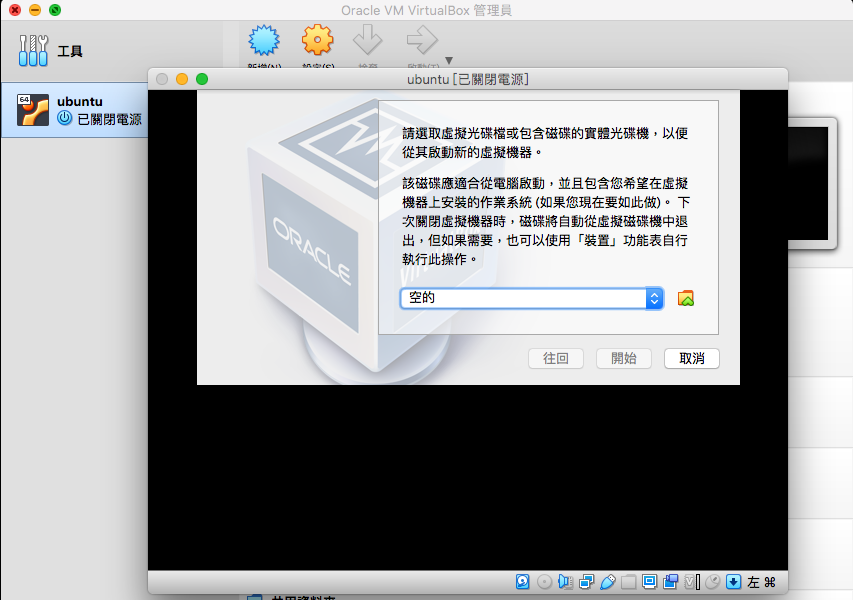 Oracle VM VirtualBox 管理員
工具
新增(N)
設定(S)
64
ubuntu
已關閉電源
ubuntu [已關閉電源]
請選取虛擬光碟檔或包含磁碟的實體光碟機，以便
從其啟動新的虛擬機器。
該磁碟應適合從電腦啟動，並且包含您希望在虛擬
機器上安裝的作業系統 (如果您現在要如此做)。 下
次關閉虛擬機器時，磁碟將自動從虛擬磁碟機中退
出，但如果需要，也可以使用「裝置」功能表自行
執行此操作。
ORACLE
空的
往回
開始
取消
左 ⌘
共用資料夾